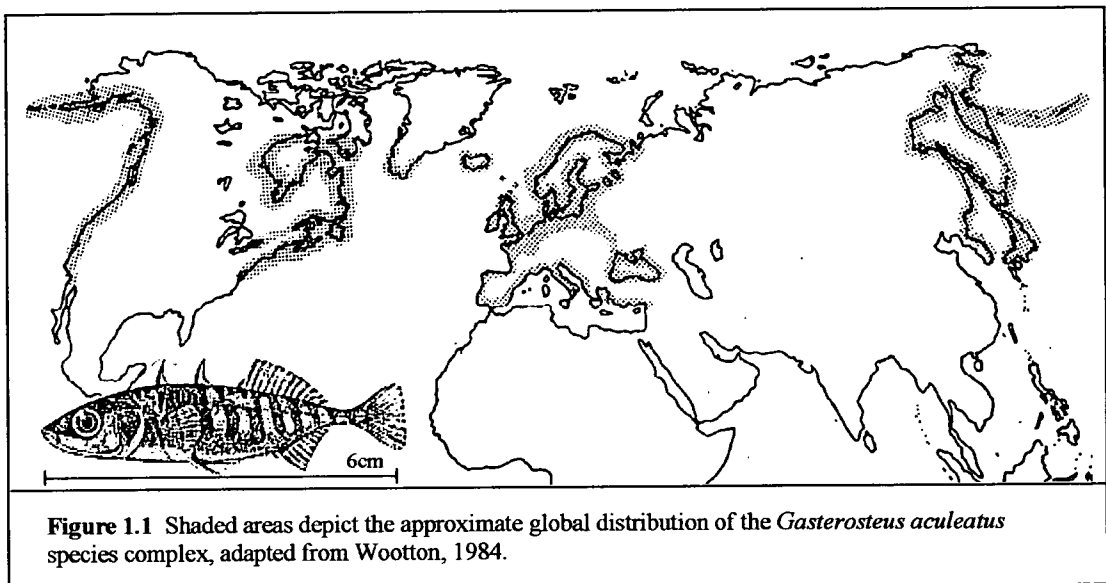 6cm
Figure 1.1 Shaded areas depict the approximate global distribution of the Gasterosteus aculeatus
species complex, adapted from Wootton, 1984.